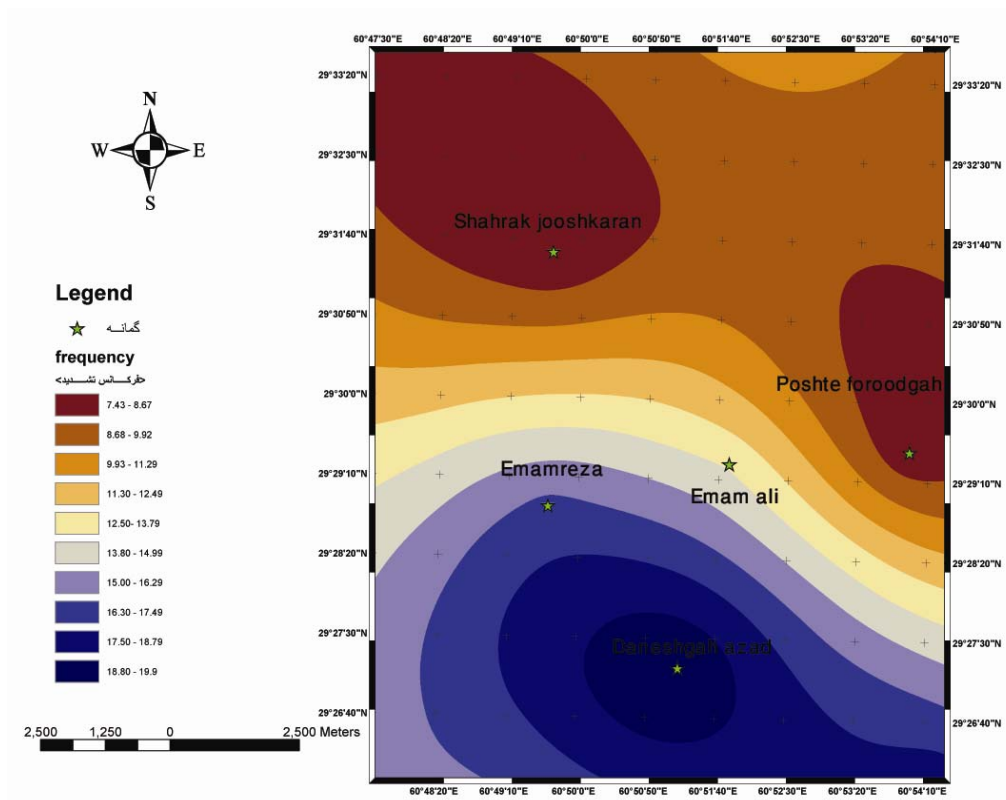 60°47'30"E 60°48'20"E 60°49'10"E 60°50'0"E 60°50'50"E 60°51'40"E 60°52'30"E 60°53'20"E 60°54'10"E
29°33'20"N 29°33'20"N
N
W E
S
29°32'30"N 29°32'30"N
Shahrak jooshkaran
29°31'40"N 29°31'40"N
Legend
گمانــه
29°30'50"N 29°30'50"N
frequency
<فرکــــانس تشــــدید>
Poshte foroodgah
7.43 - 8.67
29°30'0"N 29°30'0"N
8.68 - 9.92
9.93 - 11.29
Emamreza
29°29'10"N 29°29'10"N
11.30 - 12.49
Emam ali
12.50- 13.79
13.80 - 14.99
29°28'20"N 29°28'20"N
15.00 - 16.29
16.30 - 17.49
29°27'30"N 29°27'30"N
17.50 - 18.79
azad
18.80 - 19.9
29°26'40"N 29°26'40"N
2,500 1,250 0 2,500 Meters
60°48'20"E 60°49'10"E 60°50'0"E 60°50'50"E 60°51'40"E 60°52'30"E 60°53'20"E 60°54'10"E